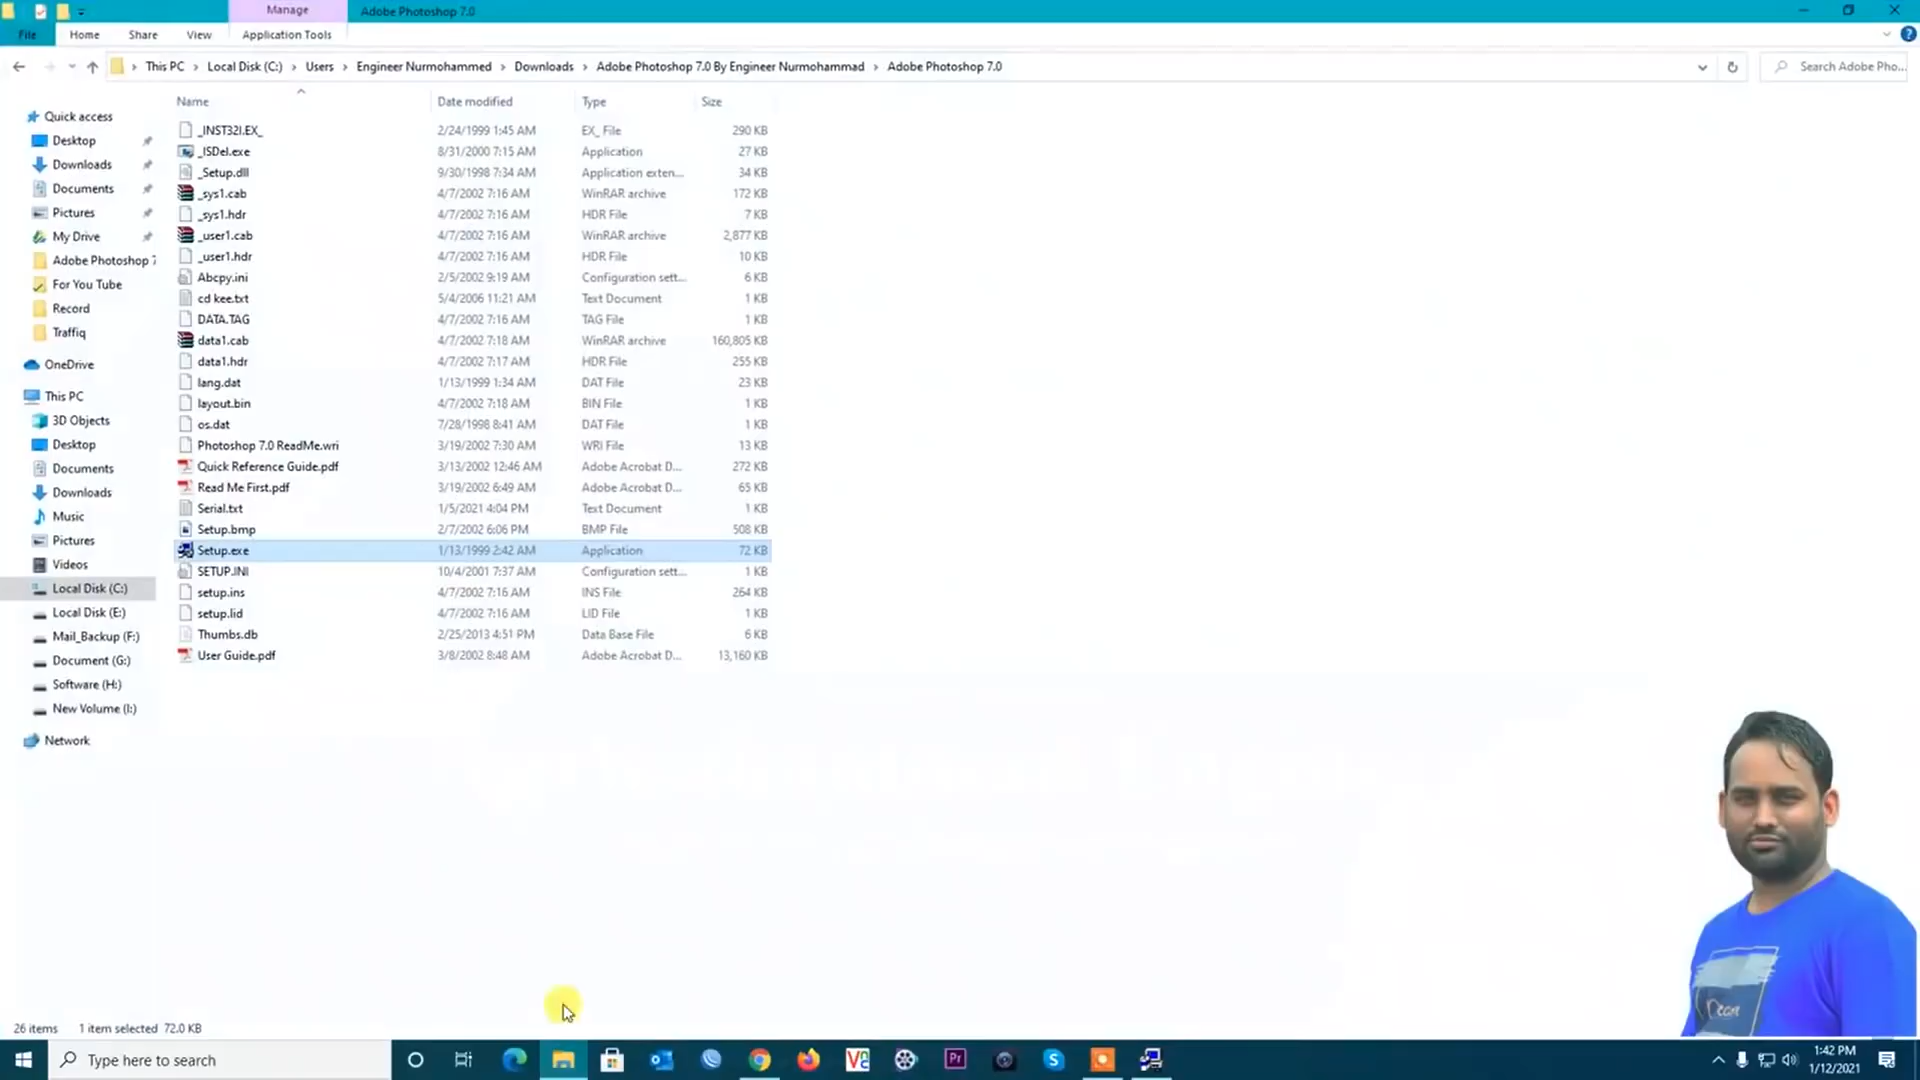 Manage
Adobe Photoshop 7.0
File
Home
Share
View
Application Tools
This PC
Local Disk (C:)
Users
Engineer Nurmohammed
Downloads
Adobe Photoshop 7.0 By Engineer Nurmohammad
Adobe Photoshop 7.0
Search Adobe Pho...
Name
Date modified
Type
Size
Quick access
Desktop
Downloads
Documents
Pictures
My Drive
Adobe Photoshop 7
For You Tube
Record
Traffiq
OneDrive
This PC
3D Objects
Desktop
Documents
Downloads
Music
Pictures
Videos
Local Disk (C:)
Local Disk (E:)
Mail_Backup (F:)
Document (G:)
Software (H:)
New Volume (I:)
Network
_INST32I.EX_ 2/24/1999 1:45 AM EX_ File 290 KB
_ISDel.exe 8/31/2000 7:15 AM Application 27 KB
_Setup.dll 9/30/1998 7:34 AM Application exten... 34 KB
_sys1.cab 4/7/2002 7:16 AM WinRAR archive 172 KB
_sys1.hdr 4/7/2002 7:16 AM HDR File 7 KB
_user1.cab 4/7/2002 7:16 AM WinRAR archive 2,877 KB
_user1.hdr 4/7/2002 7:16 AM HDR File 10 KB
Abcpy.ini 2/5/2002 9:19 AM Configuration sett... 6 KB
cd kee.txt 5/4/2006 11:21 AM Text Document 1 KB
DATA.TAG 4/7/2002 7:16 AM TAG File 1 KB
data1.cab 4/7/2002 7:18 AM WinRAR archive 160,805 KB
data1.hdr 4/7/2002 7:17 AM HDR File 255 KB
lang.dat 1/13/1999 1:34 AM DAT File 23 KB
layout.bin 4/7/2002 7:18 AM BIN File 1 KB
os.dat 7/28/1998 8:41 AM DAT File 1 KB
Photoshop 7.0 ReadMe.wri 3/19/2002 7:30 AM WRI File 13 KB
Quick Reference Guide.pdf 3/13/2002 12:46 AM Adobe Acrobat D... 272 KB
Read Me First.pdf 3/19/2002 6:49 AM Adobe Acrobat D... 65 KB
Serial.txt 1/5/2021 4:04 PM Text Document 1 KB
Setup.bmp 2/7/2002 6:06 PM BMP File 508 KB
Setup.exe 1/13/1999 2:42 AM Application 72 KB
SETUP.INI 10/4/2001 7:37 AM Configuration sett... 1 KB
setup.ins 4/7/2002 7:16 AM INS File 264 KB
setup.lid 4/7/2002 7:16 AM LID File 1 KB
Thumbs.db 2/25/2013 4:51 PM Data Base File 6 KB
User Guide.pdf 3/8/2002 8:48 AM Adobe Acrobat D... 13,160 KB
26 items
1 item selected 72.0 KB
Type here to search
Pr
1:42 PM
1/12/2021